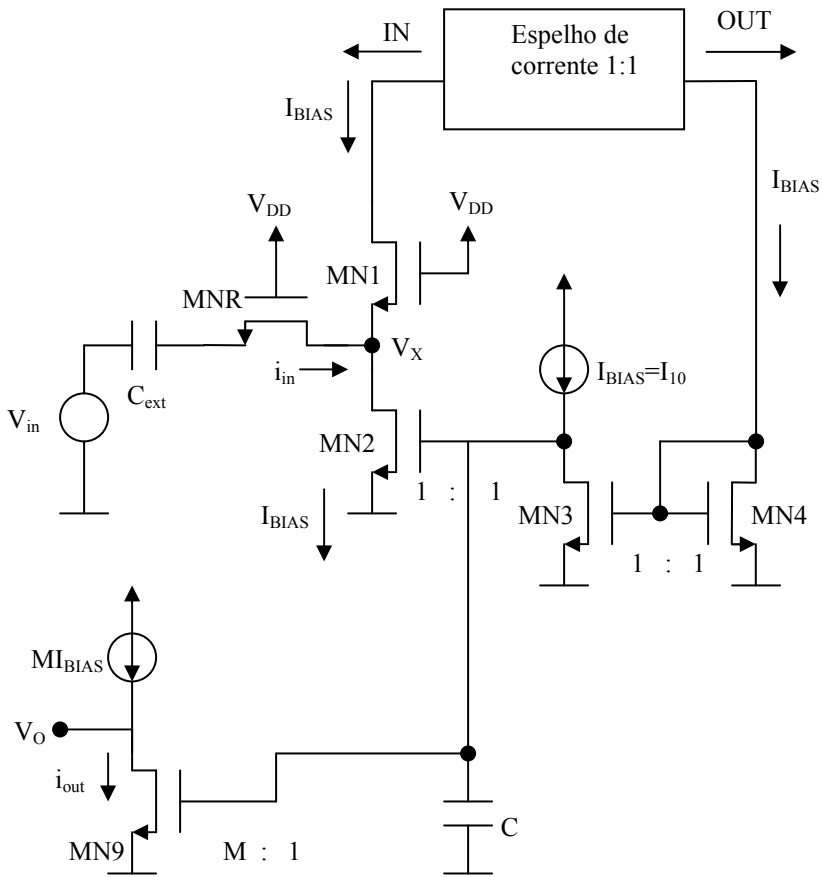 IN
Espelho de
corrente 1:1
OUT
I_BIAS
I_BIAS
V_DD
V_DD
MN1
MNR
V_X
i_in
C_ext
V_in
I_BIAS=I_10
MN2
1 : 1
MN3
MN4
I_BIAS
1 : 1
MI_BIAS
V_O
i_out
C
MN9
M : 1